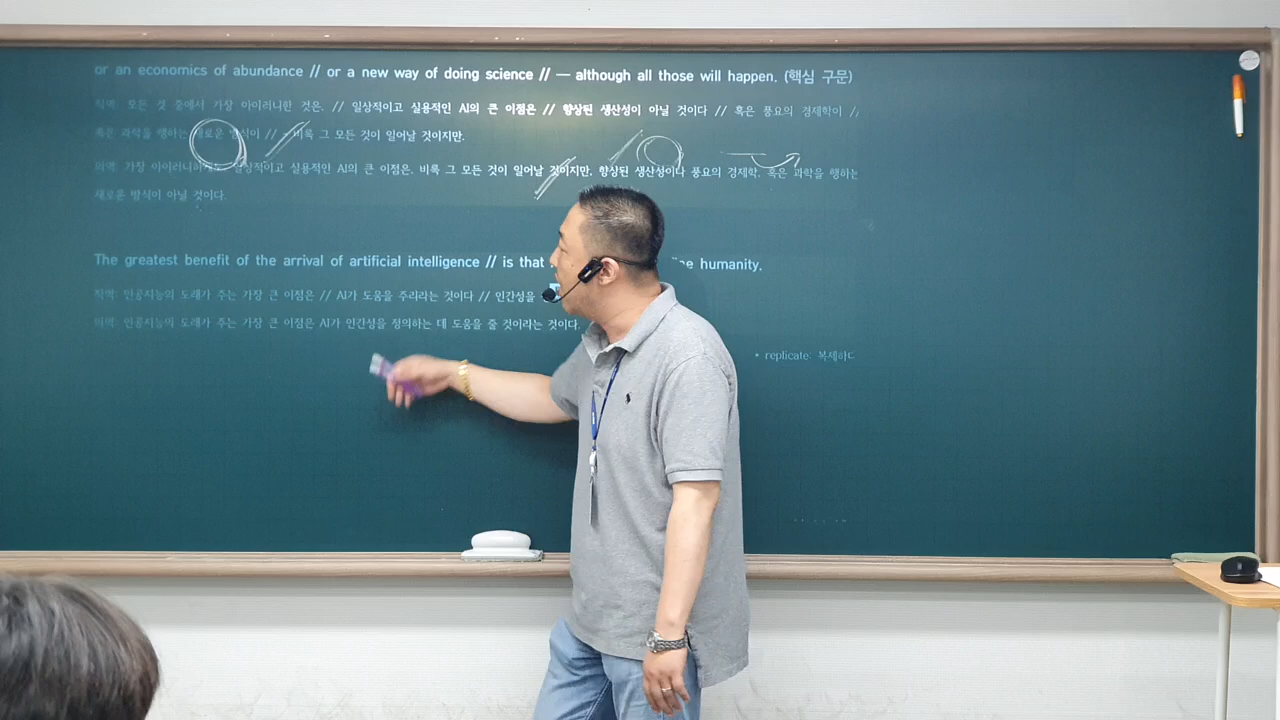 or an economics of abundance // or a new way of doing science // — although all those will happen. (핵심 구문)
직역: 모든 것 중에서 가장 아이러니한 것은. // 일상적이고 실용적인 AI의 큰 이점은 // 향상된 생산성이 아닐 것이다 // 혹은 풍요의 경제학이 //
혹은 과학을 행하는 새로운 방식이 // - 비록 그 모든 것이 일어날 것이지만.
의역: 가장 아이러니하게도 일상적이고 실용적인 AI의 큰 이점은. 비록 그 모든 것이 일어날 것이지만, 향상된 생산성이나 풍요의 경제학, 혹은 과학을 행하는
새로운 방식이 아닐 것이다.
The greatest benefit of the arrival of artificial intelligence // is that humanity.
직역: 인공지능의 도래가 주는 가장 큰 이점은 // AI가 도움을 주리라는 것이다 // 인간성을
의역: 인공지능의 도래가 주는 가장 큰 이점은 AI가 인간성을 정의하는 데 도움을 줄 것이라는 것이다.
* replicate: 복제하다